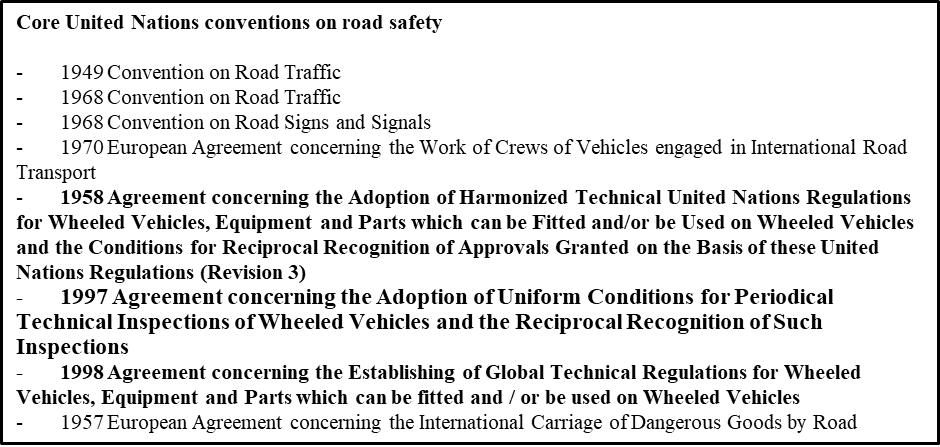 Core United Nations conventions on road safety
- 1949 Convention on Road Traffic
- 1968 Convention on Road Traffic
- 1968 Convention on Road Signs and Signals
- 1970 European Agreement concerning the Work of Crews of Vehicles engaged in International Road
Transport
- 1958 Agreement concerning the Adoption of Harmonized Technical United Nations Regulations
for Wheeled Vehicles, Equipment and Parts which can be Fitted and/or be Used on Wheeled Vehicles
and the Conditions for Reciprocal Recognition of Approvals Granted on the Basis of these United
Nations Regulations (Revision 3)
- 1997 Agreement concerning the Adoption of Uniform Conditions for Periodical
Technical Inspections of Wheeled Vehicles and the Reciprocal Recognition of Such
Inspections
- 1998 Agreement concerning the Establishing of Global Technical Regulations for Wheeled
Vehicles, Equipment and Parts which can be fitted and / or be used on Wheeled Vehicles
- 1957 European Agreement concerning the International Carriage of Dangerous Goods by Road